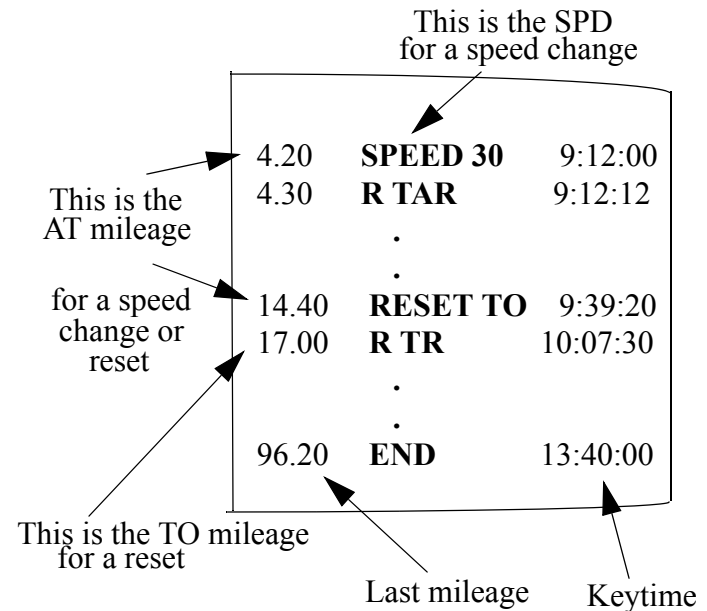 This is the SPD
for a speed change
4.20 SPEED 30 9:12:00
4.30 R TAR 9:12:12
.
.
This is the
AT mileage
for a speed
change or
reset
14.40 RESET TO 9:39:20
17.00 R TR 10:07:30
.
.
96.20 END 13:40:00
This is the TO mileage
for a reset
Last mileage
Keytime